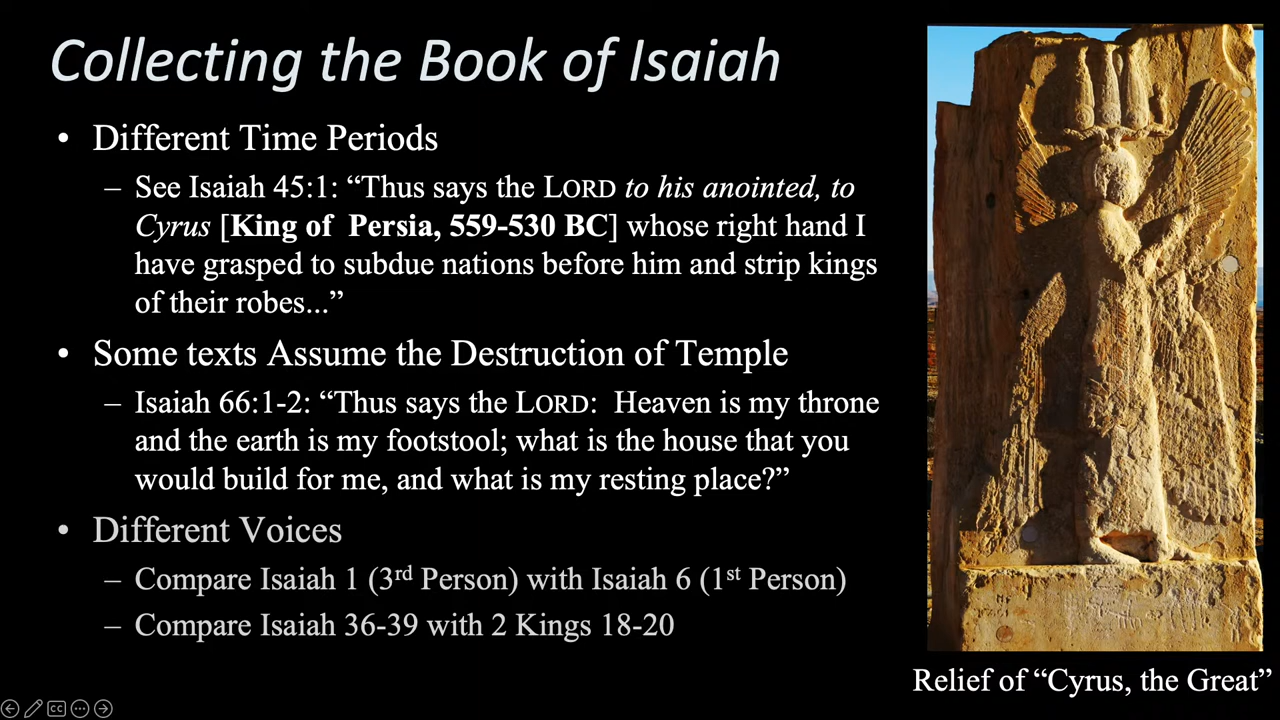 Collecting the Book of Isaiah
• Different Time Periods
– See Isaiah 45:1: “Thus says the LORD to his anointed, to
Cyrus [King of Persia, 559-530 BC] whose right hand I
have grasped to subdue nations before him and strip kings
of their robes...”
• Some texts Assume the Destruction of Temple
– Isaiah 66:1-2: “Thus says the LORD: Heaven is my throne
and the earth is my footstool; what is the house that you
would build for me, and what is my resting place?”
• Different Voices
– Compare Isaiah 1 (3rd Person) with Isaiah 6 (1st Person)
– Compare Isaiah 36-39 with 2 Kings 18-20
Relief of “Cyrus, the Great”
CC